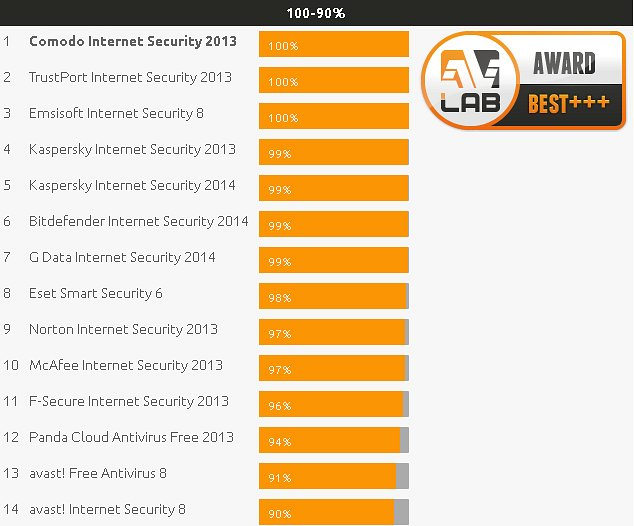 100-90%
1 Comodo Internet Security 2013 100%
2 TrustPort Internet Security 2013 100%
3 Emsisoft Internet Security 8 100%
4 Kaspersky Internet Security 2013 99%
5 Kaspersky Internet Security 2014 99%
6 Bitdefender Internet Security 2014 99%
7 G Data Internet Security 2014 99%
8 Eset Smart Security 6 98%
9 Norton Internet Security 2013 97%
10 McAfee Internet Security 2013 97%
11 F-Secure Internet Security 2013 96%
12 Panda Cloud Antivirus Free 2013 94%
13 avast! Free Antivirus 8 91%
14 avast! Internet Security 8 90%
AV
LAB
AWARD
BEST+++